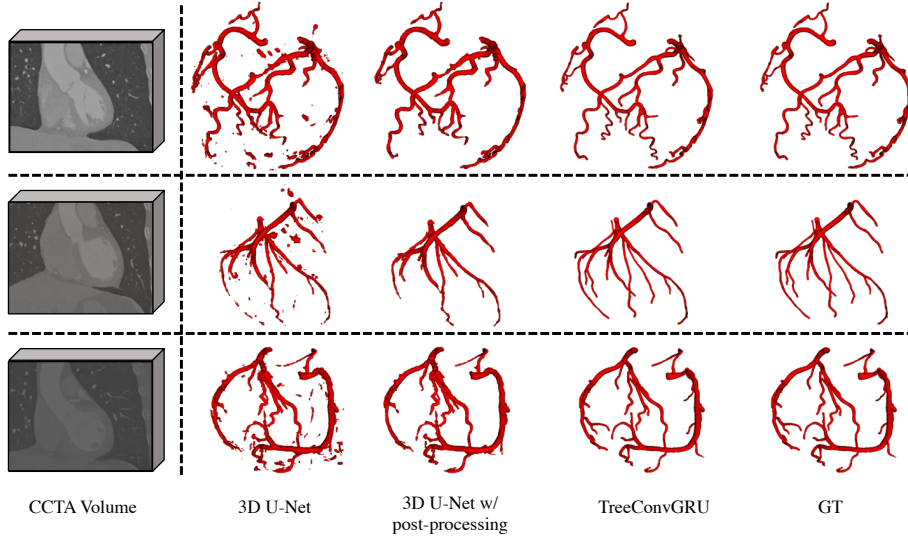 CCTA Volume
3D U-Net
3D U-Net w/
post-processing
TreeConvGRU
GT